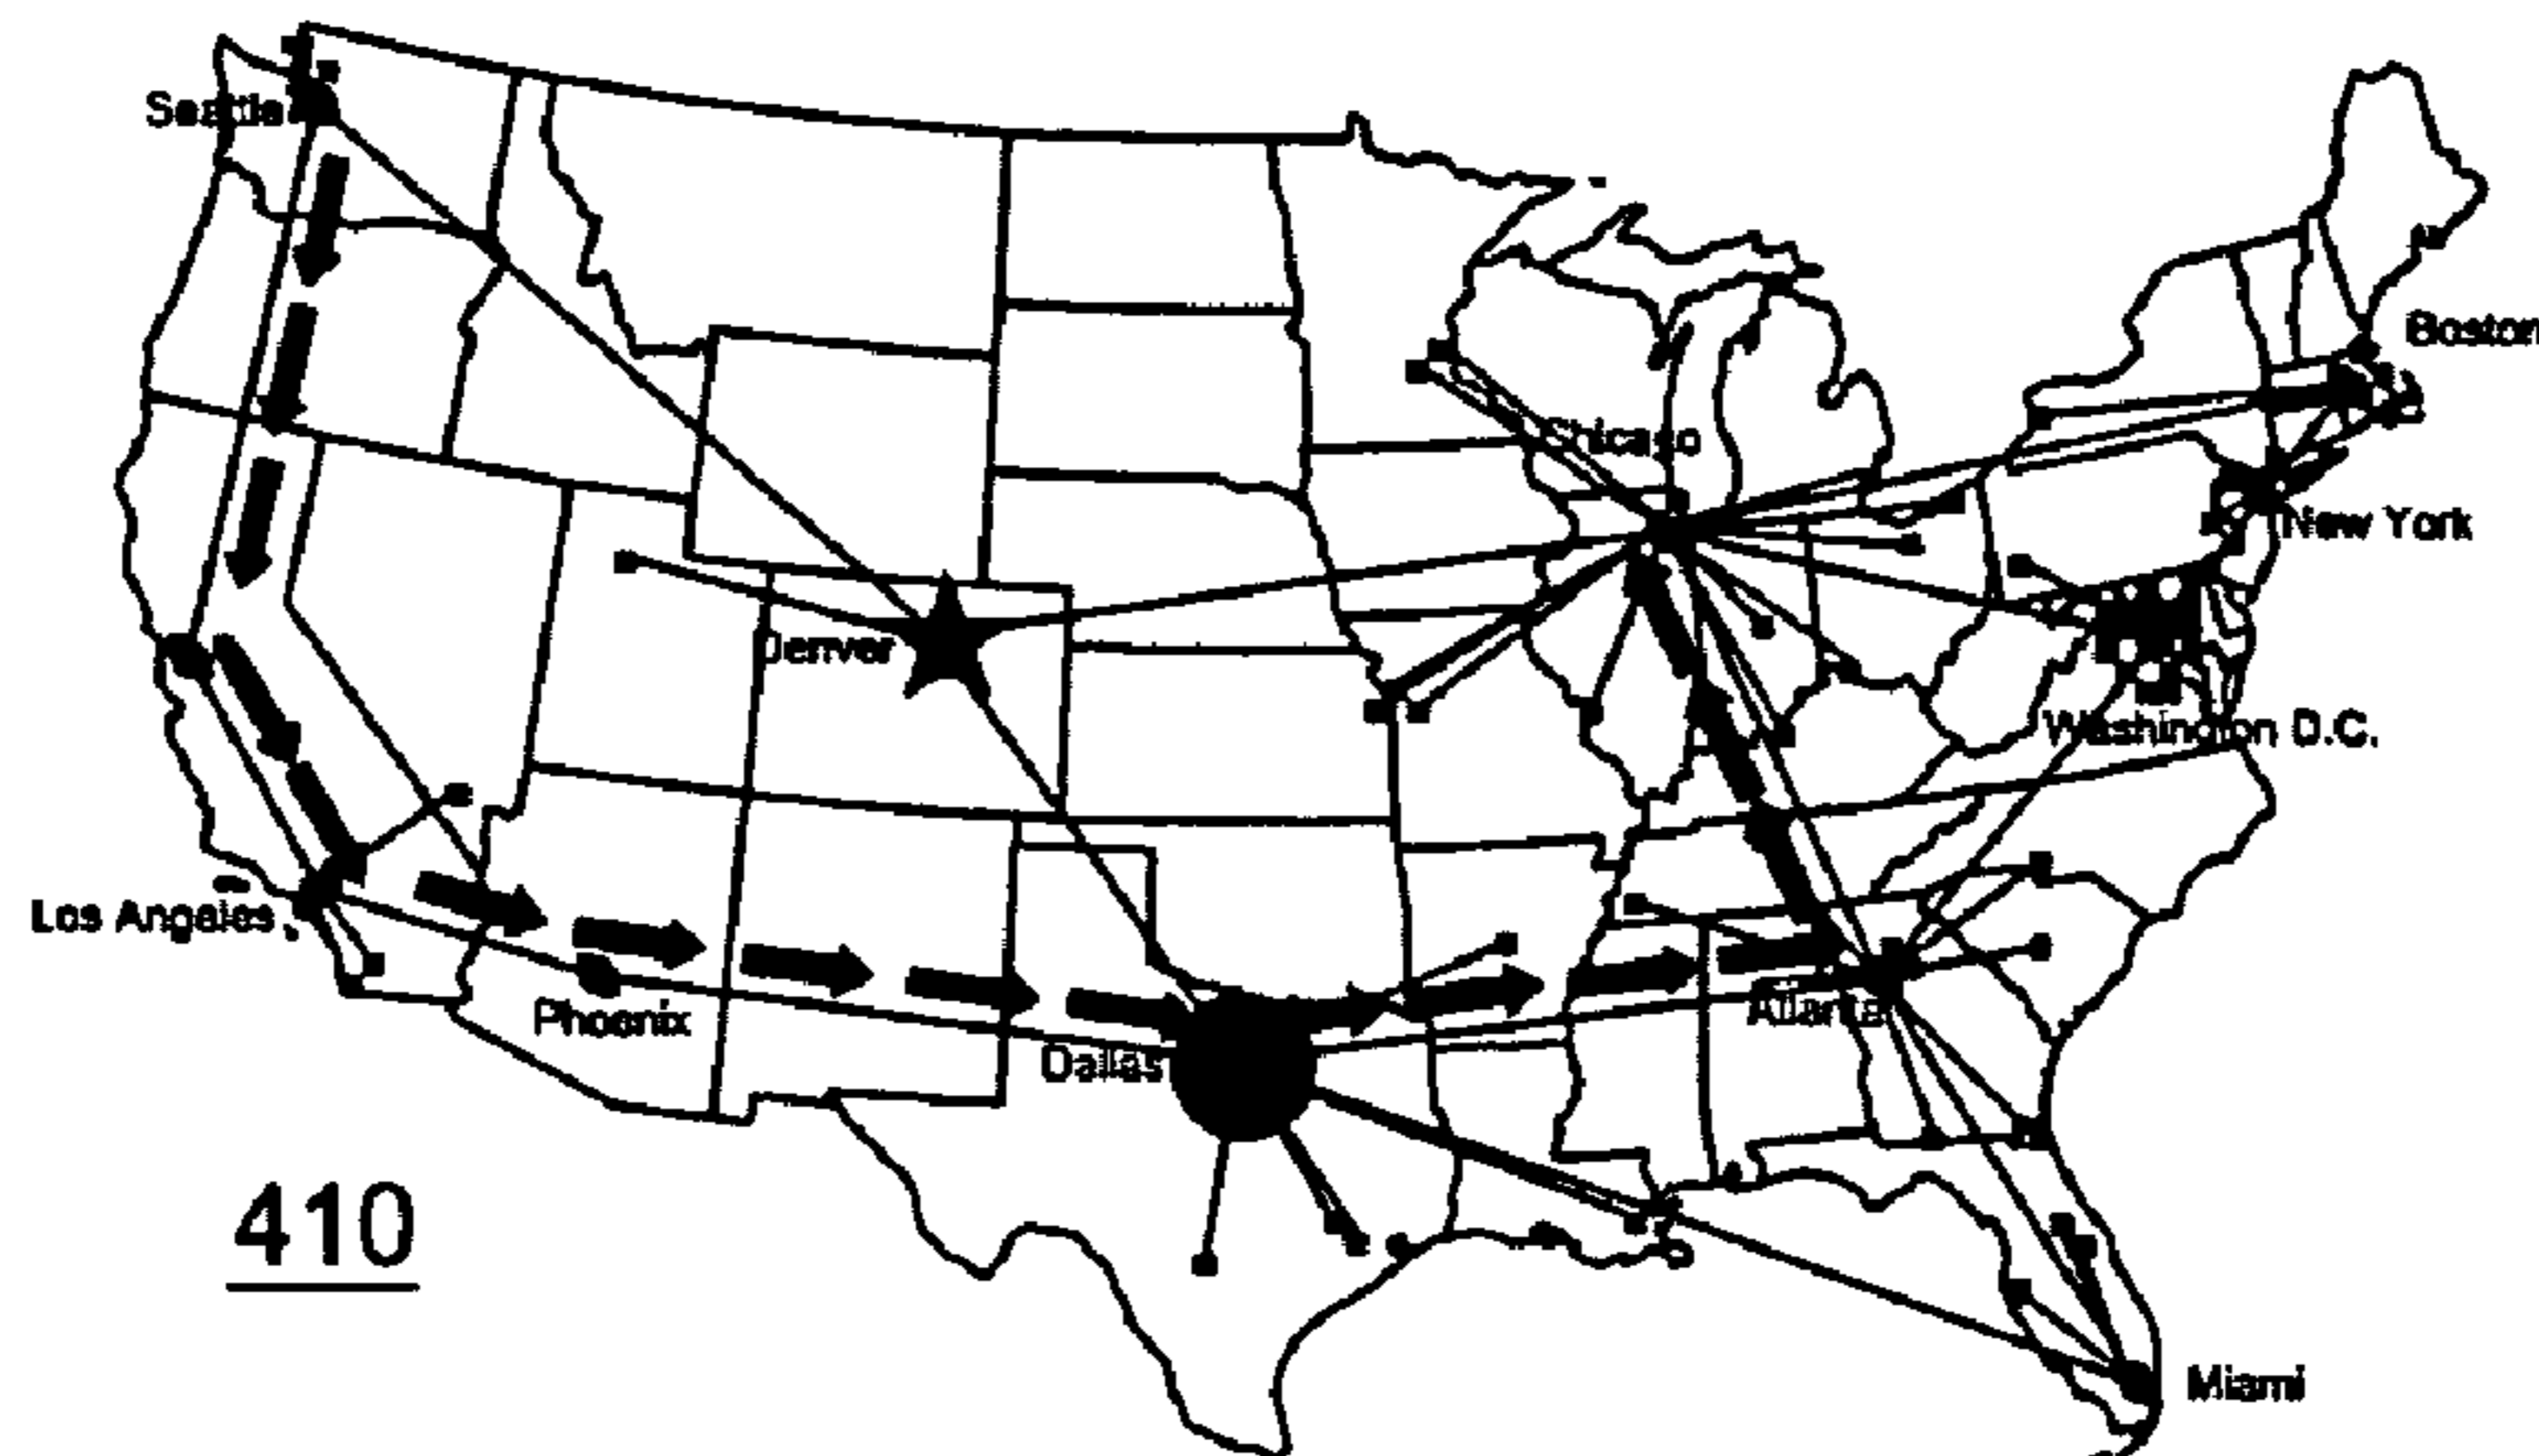 Seattle
Boston
Chicago
New York
Denver
Washington D.C.
Los Angeles
Phoenix
Atlanta
Dallas
410
Miami